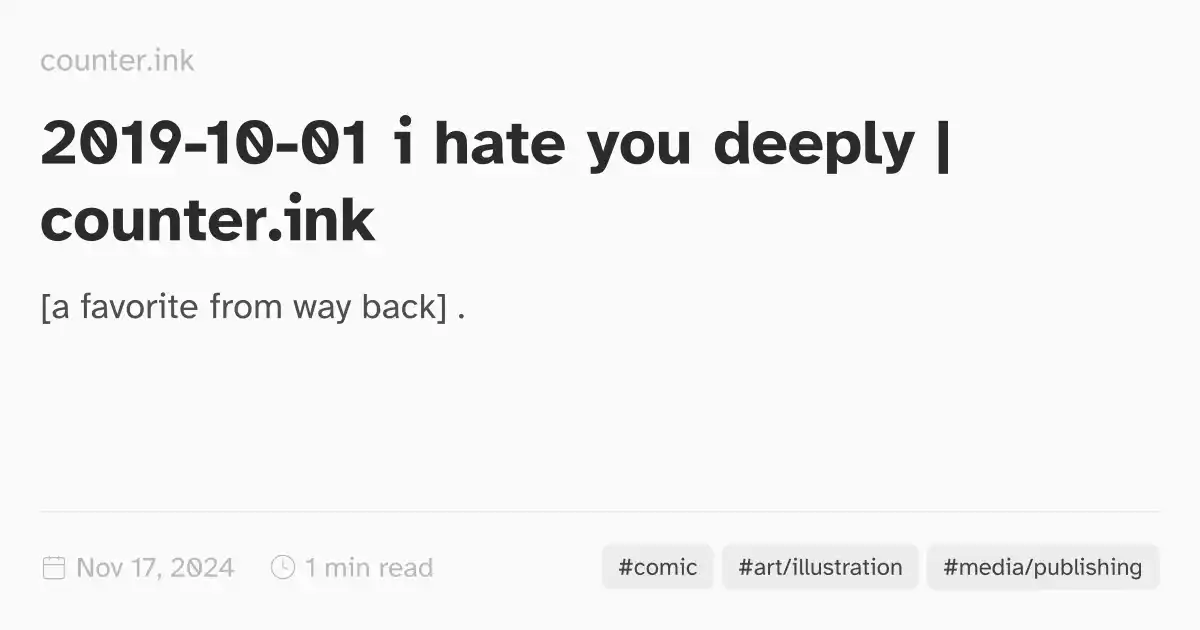 counter.ink
2019-10-01 i hate you deeply |
counter.ink
[a favorite from way back] .
Nov 17, 2024 1 min read #comic #art/illustration #media/publishing